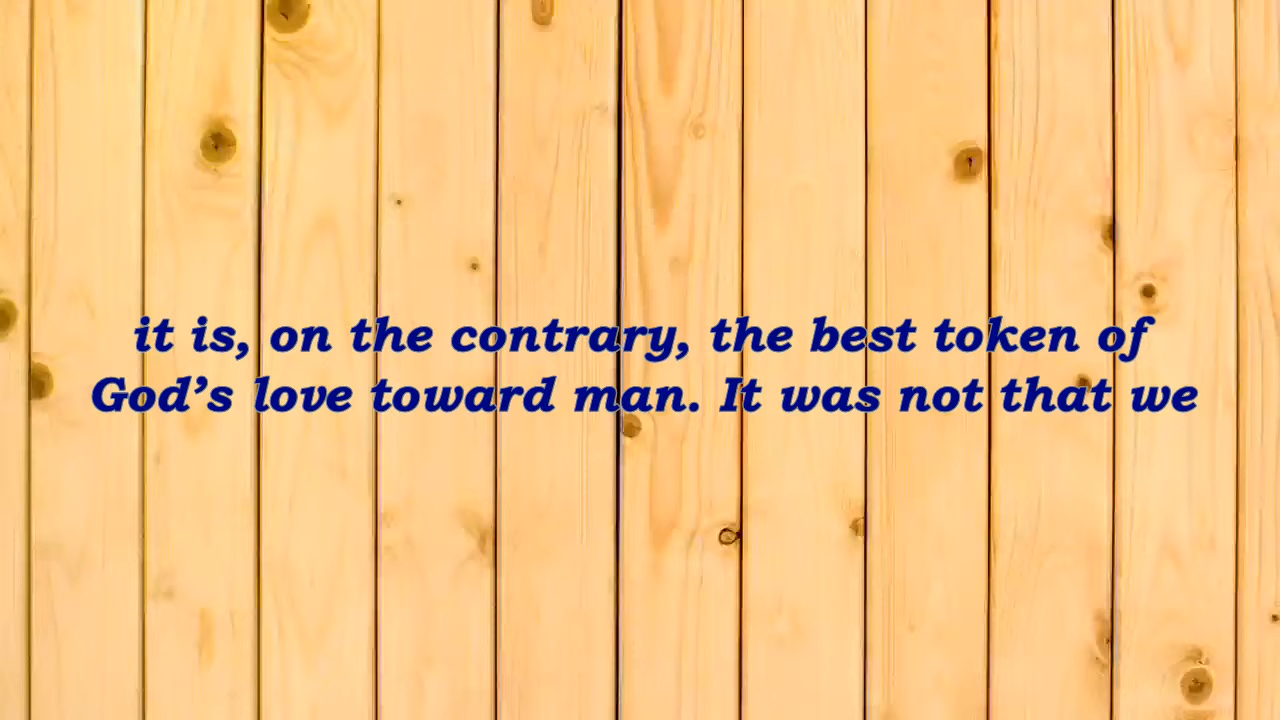 it is, on the contrary, the best token of
God’s love toward man. It was not that we